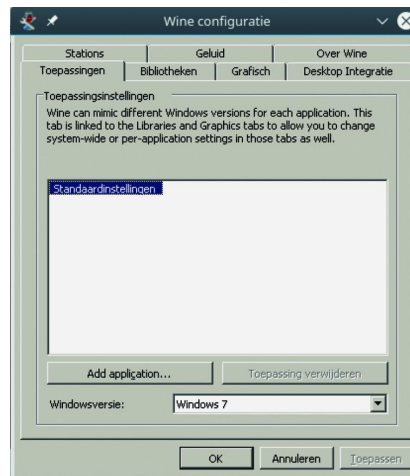 Wine configuratie
Stations
Geluid
Over Wine
Toepassingen
Bibliotheken
Grafisch
Desktop Integratie
Toepassingsinstellingen
Wine can mimic different Windows versions for each application. This
tab is linked to the Libraries and Graphics tabs to allow you to change
system-wide or per-application settings in those tabs as well.
Standaardinstellingen
Add application...
Toepassing verwijderen
Windowsversie:
Windows 7
OK
Annuleren
Toepassen